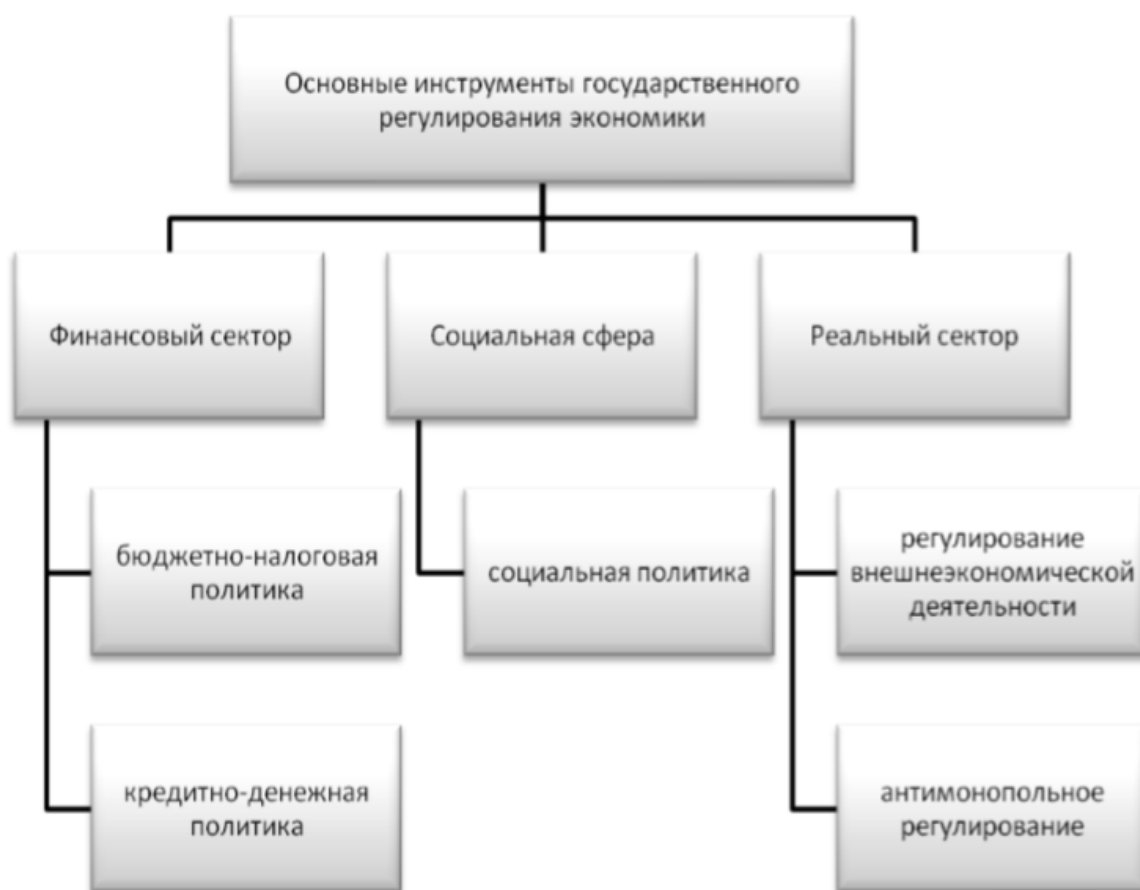 Основные инструменты государственного
регулирования экономики
Финансовый сектор
Социальная сфера
Реальный сектор
бюджетно-налоговая
политика
социальная политика
регулирование
внешнеэкономической
деятельности
кредитно-денежная
политика
антимонопольное
регулирование